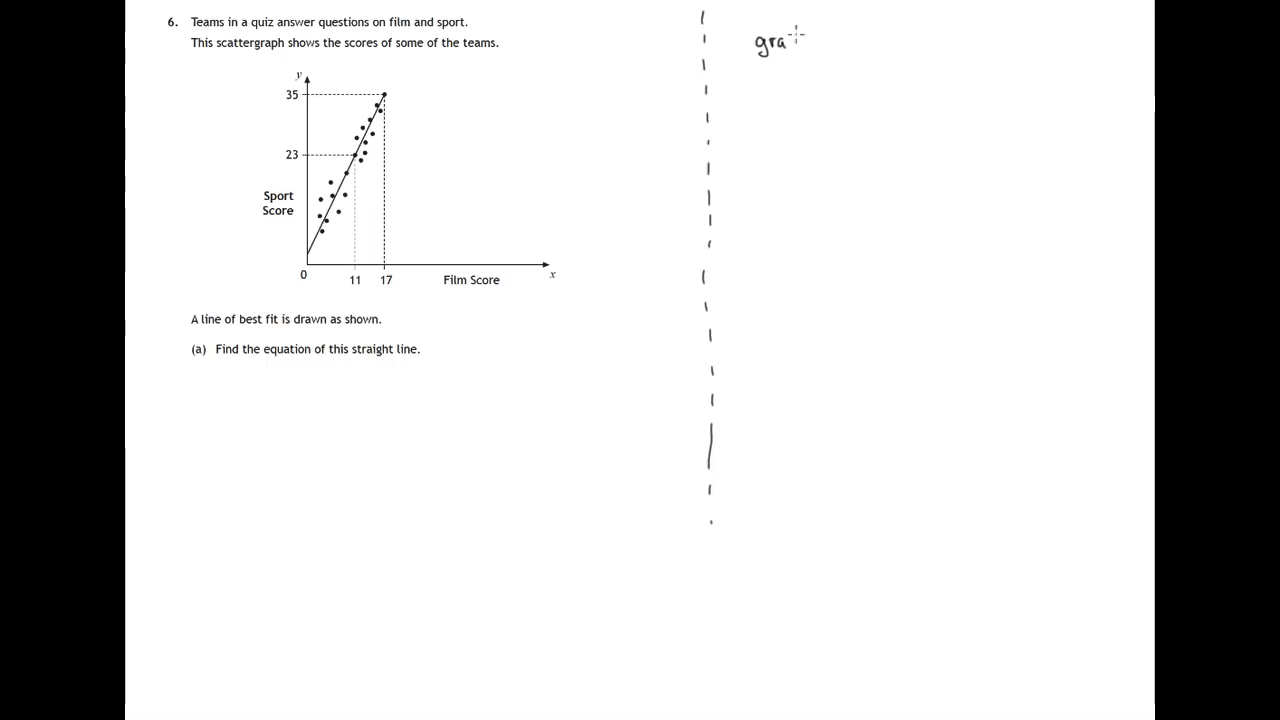 6. Teams in a quiz answer questions on film and sport.
This scattergraph shows the scores of some of the teams.
y
35
23
Sport
Score
0
11
17
Film Score
x
A line of best fit is drawn as shown.
(a) Find the equation of this straight line.
gra